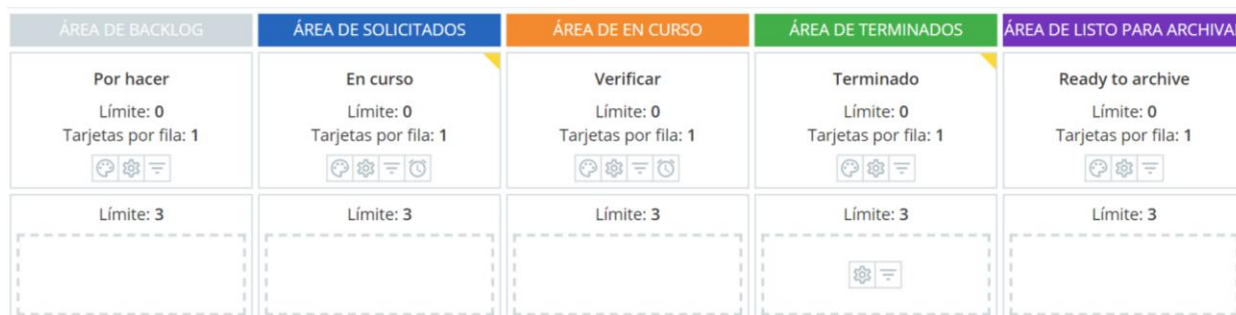 ÁREA DE BACKLOG
ÁREA DE SOLICITADOS
ÁREA DE EN CURSO
ÁREA DE TERMINADOS
ÁREA DE LISTO PARA ARCHIVA
Por hacer
Límite: 0
Tarjetas por fila: 1
En curso
Límite: 0
Tarjetas por fila: 1
Verificar
Límite: 0
Tarjetas por fila: 1
Terminado
Límite: 0
Tarjetas por fila: 1
Ready to archive
Límite: 0
Tarjetas por fila: 1
Límite: 3
Límite: 3
Límite: 3
Límite: 3
Límite: 3